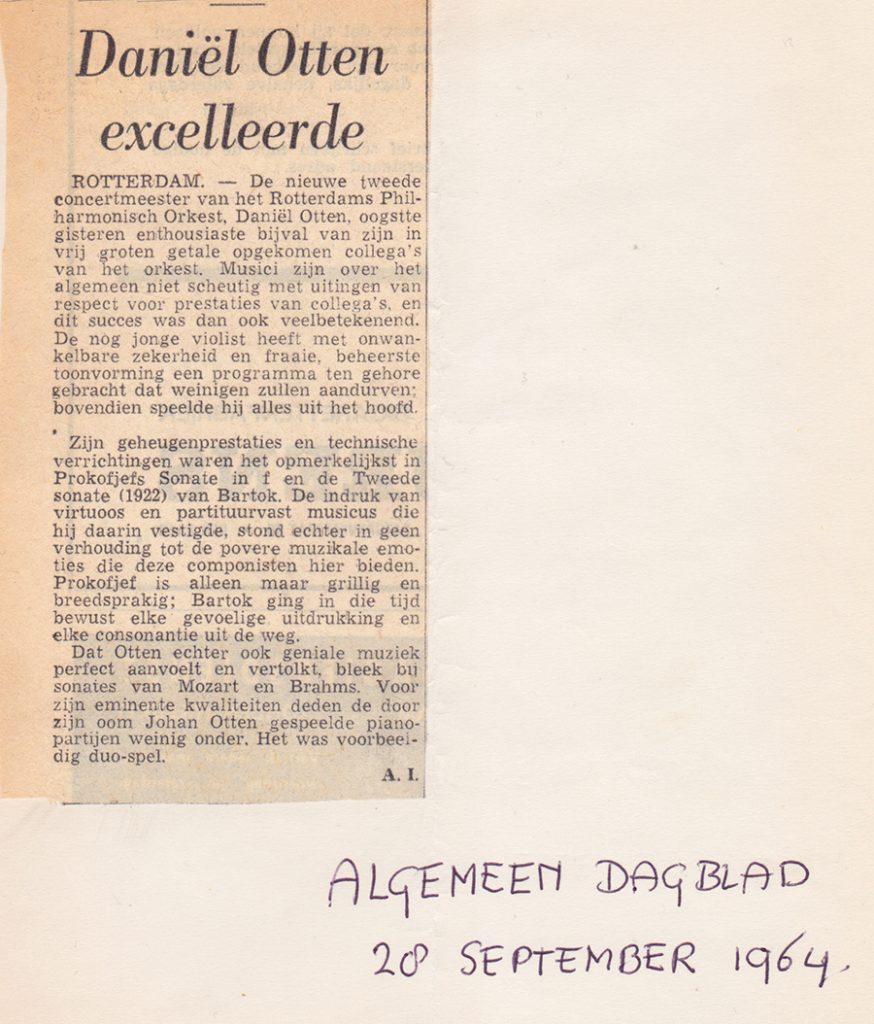 Daniël Otten
excelleerde
ROTTERDAM. — De nieuwe tweede
concertmeester van het Rotterdams Phil-
harmonisch Orkest, Daniël Otten, oogstte
gisteren enthousiaste bijval van zijn in
vrij groten getale opgekomen collega's
van het orkest. Musici zijn over het
algemeen niet scheutig met uitingen van
respect voor prestaties van collega's, en
dit succes was dan ook veelbetekenend.
De nog jonge violist heeft met onwan-
kelbare zekerheid en fraaie, beheerste
toonvorming een programma ten gehore
gebracht dat weinigen zullen aandurven;
bovendien speelde hij alles uit het hoofd.
Zijn geheugenprestaties en technische
verrichtingen waren het opmerkelijkst in
Prokofjefs Sonate in f en de Tweede
sonate (1922) van Bartok. De indruk van
virtuoos en partituurvast musicus die
hij daarin vestigde, stond echter in geen
verhouding tot de povere muzikale emo-
ties die deze componisten hier bieden.
Prokofjef is alleen maar grillig en
breedsprakig; Bartok ging in die tijd
bewust elke gevoelige uitdrukking en
elke consonantie uit de weg.
Dat Otten echter ook geniale muziek
perfect aanvoelt en vertolkt, bleek bij
sonates van Mozart en Brahms. Voor
zijn eminente kwaliteiten deden de door
zijn oom Johan Otten gespeelde piano-
partijen weinig onder. Het was voorbeel-
dig duo-spel.
A. I.
ALGEMEEN DAGBLAD
28 SEPTEMBER 1964.